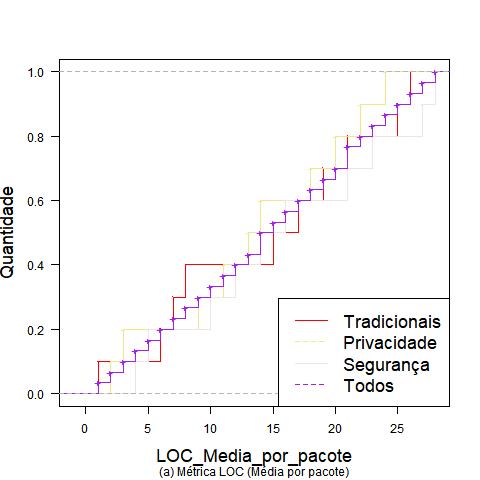 1.0
0.8
0.6
0.4
0.2
0.0
Quantidade
Tradicionais
Privacidade
Segurança
Todos
0 5 10 15 20 25
LOC_Media_por_pacote
(a) Métrica LOC (Média por pacote)